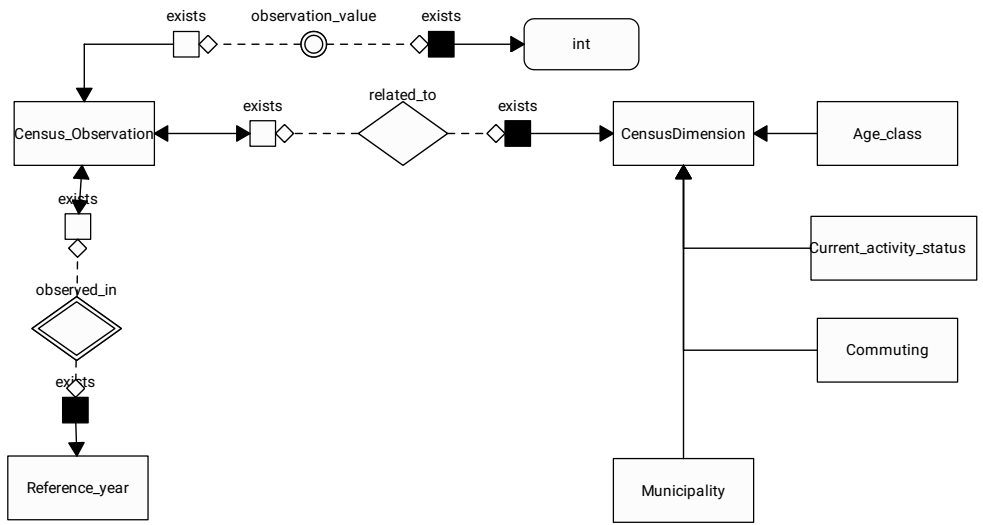 exists
observation_value
exists
int
exists
related_to
exists
Census_Observation
CensusDimension
Age_class
exists
Current_activity_status
observed_in
Commuting
exists
Reference_year
Municipality